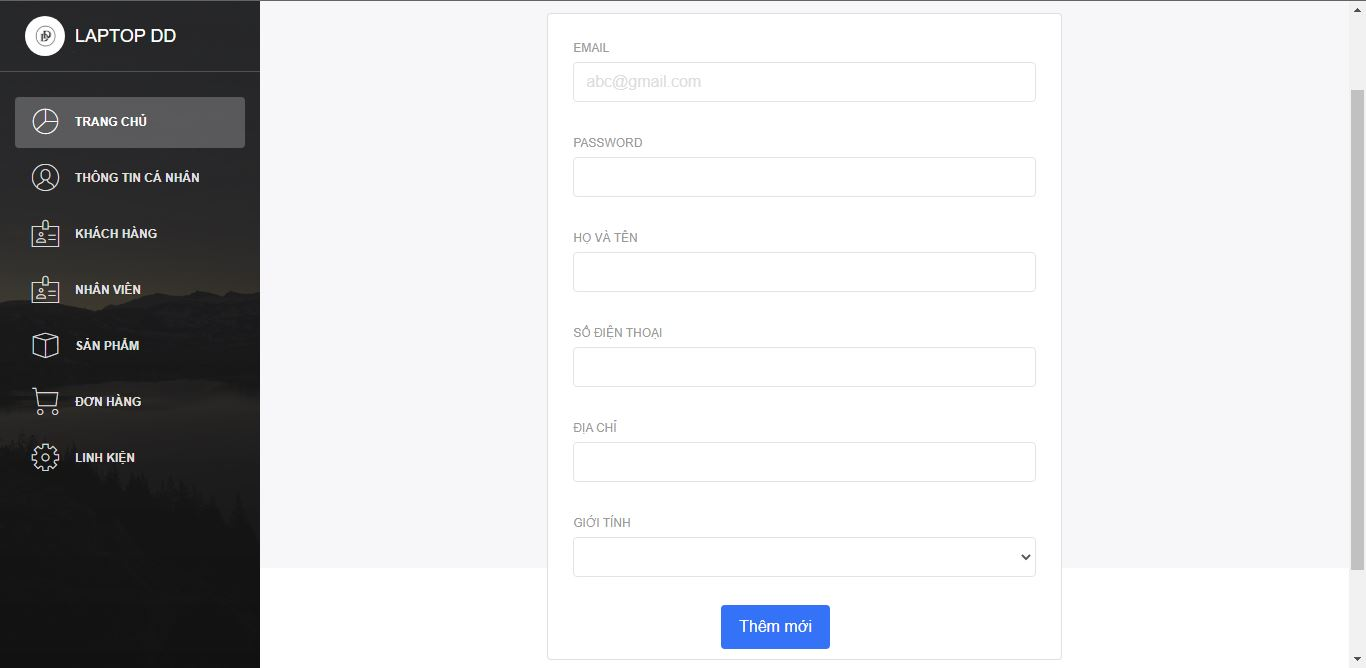 LAPTOP DD
TRANG CHỦ
THÔNG TIN CÁ NHÂN
KHÁCH HÀNG
NHÂN VIÊN
SẢN PHẨM
ĐƠN HÀNG
LINH KIỆN
EMAIL
abc@gmail.com
PASSWORD
HỌ VÀ TÊN
SỐ ĐIỆN THOẠI
ĐỊA CHỈ
GIỚI TÍNH
Thêm mới